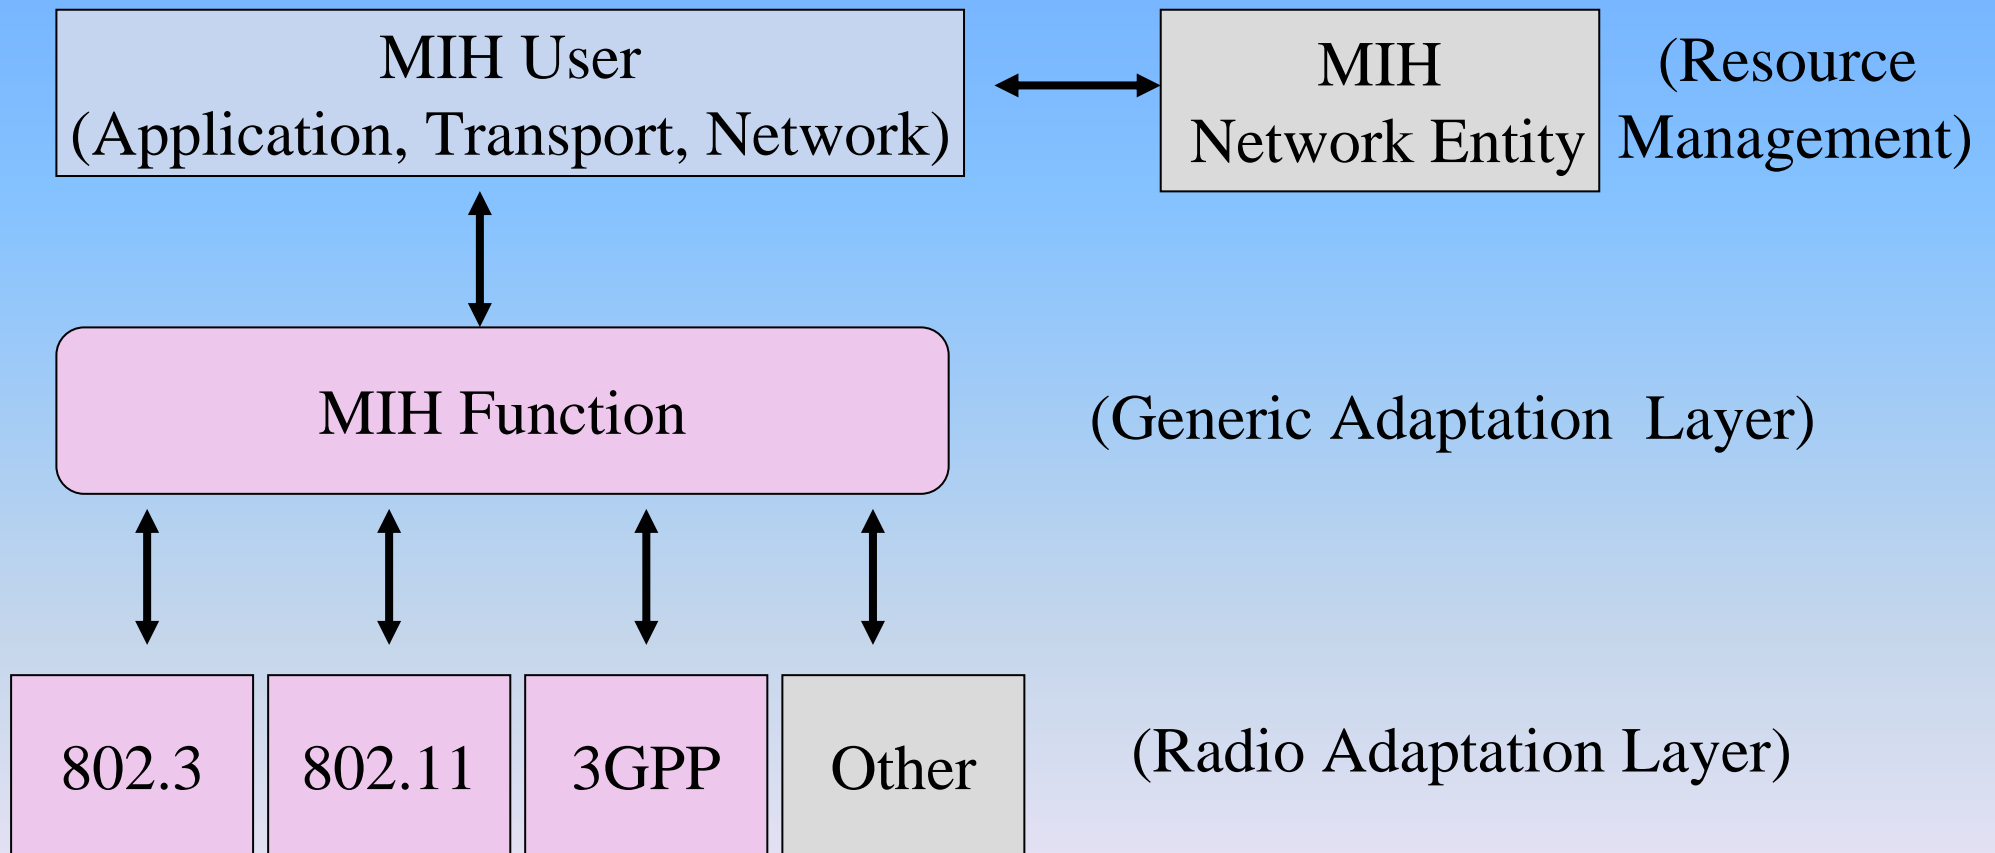 MIH User
(Application, Transport, Network)
MIH
Network Entity
(Resource
Management)
MIH Function
(Generic Adaptation Layer)
802.3
802.11
3GPP
Other
(Radio Adaptation Layer)